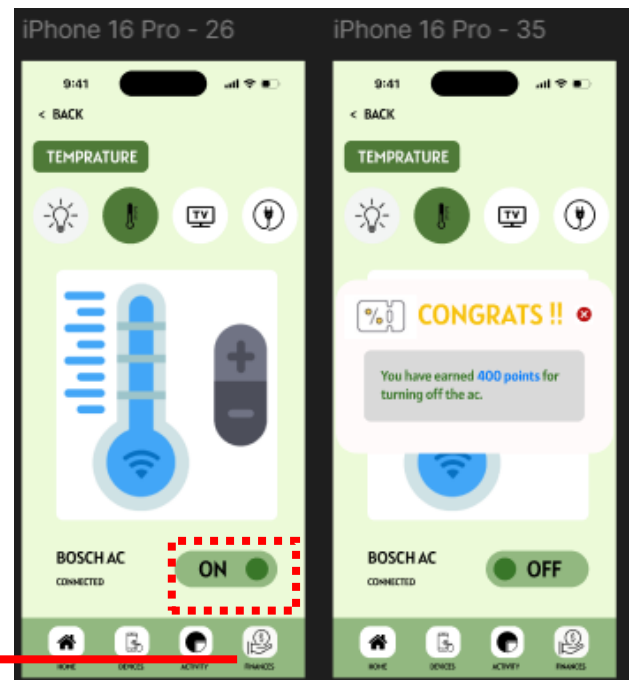 iPhone 16 Pro - 26
9:41
< BACK
TEMPRATURE
TV
BOSCH AC
CONNECTED
ON
HOME
DEVICES
ACTIVITY
FINANCES
iPhone 16 Pro - 35
9:41
< BACK
TEMPRATURE
TV
CONGRATS !!
You have earned 400 points for
turning off the ac.
BOSCH AC
CONNECTED
OFF
HOME
DEVICES
ACTIVITY
FINANCES